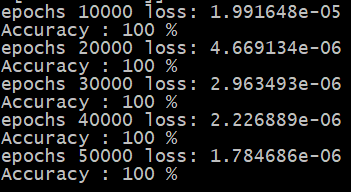 epochs 10000 loss: 1.991648e-05
Accuracy : 100 %
epochs 20000 loss: 4.669134e-06
Accuracy : 100 %
epochs 30000 loss: 2.963493e-06
Accuracy : 100 %
epochs 40000 loss: 2.226889e-06
Accuracy : 100 %
epochs 50000 loss: 1.784686e-06
Accuracy : 100 %